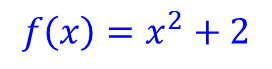 f(x) = x² + 2